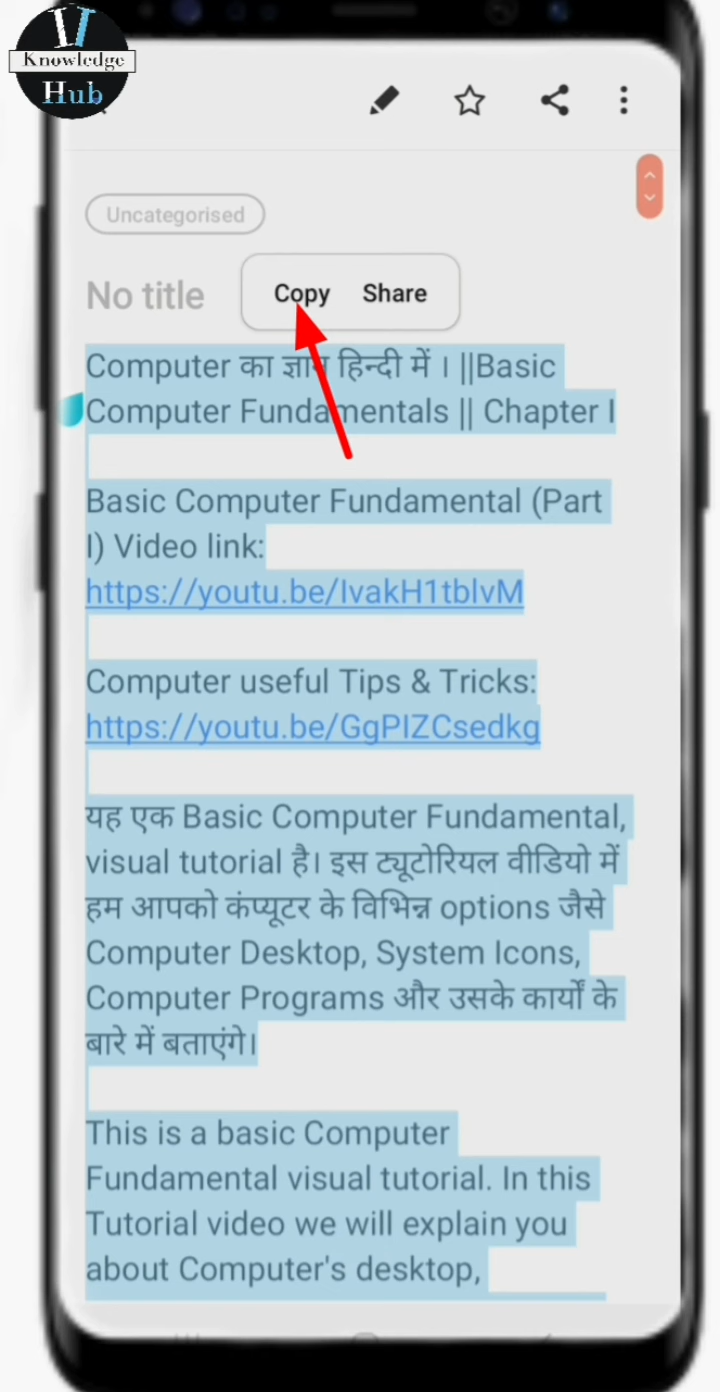 Knowledge
Hub
Uncategorised
No title
Copy Share
Computer का ज्ञान हिन्दी में । ||Basic
Computer Fundamentals || Chapter I
Basic Computer Fundamental (Part
I) Video link:
https://youtu.be/IvakH1tblvM
Computer useful Tips & Tricks:
https://youtu.be/GgPIZCsedkg
यह एक Basic Computer Fundamental,
visual tutorial है। इस ट्यूटोरियल वीडियो में
हम आपको कंप्यूटर के विभिन्न options जैसे
Computer Desktop, System Icons,
Computer Programs और उसके कार्यों के
बारे में बताएंगे।
This is a basic Computer
Fundamental visual tutorial. In this
Tutorial video we will explain you
about Computer's desktop,